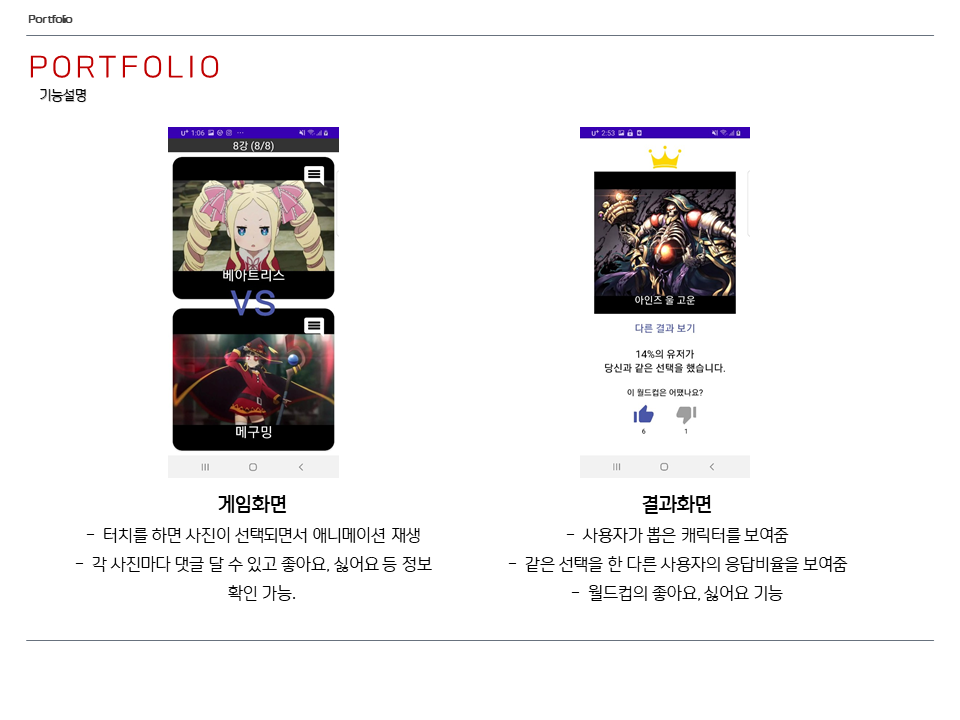 Portfolio
PORTFOLIO
기능설명
U+ 1:06
8강 (8/8)
베아트리스
VS
메구밍
게임화면
- 터치를 하면 사진이 선택되면서 애니메이션 재생
- 각 사진마다 댓글 달 수 있고 좋아요, 싫어요 등 정보
확인 가능.
U+ 2:53
아인즈 울 고운
다른 결과 보기
14%의 유저가
당신과 같은 선택을 했습니다.
이 월드컵은 어땠나요?
6 1
결과화면
- 사용자가 뽑은 캐릭터를 보여줌
- 같은 선택을 한 다른 사용자의 응답비율을 보여줌
- 월드컵의 좋아요, 싫어요 기능